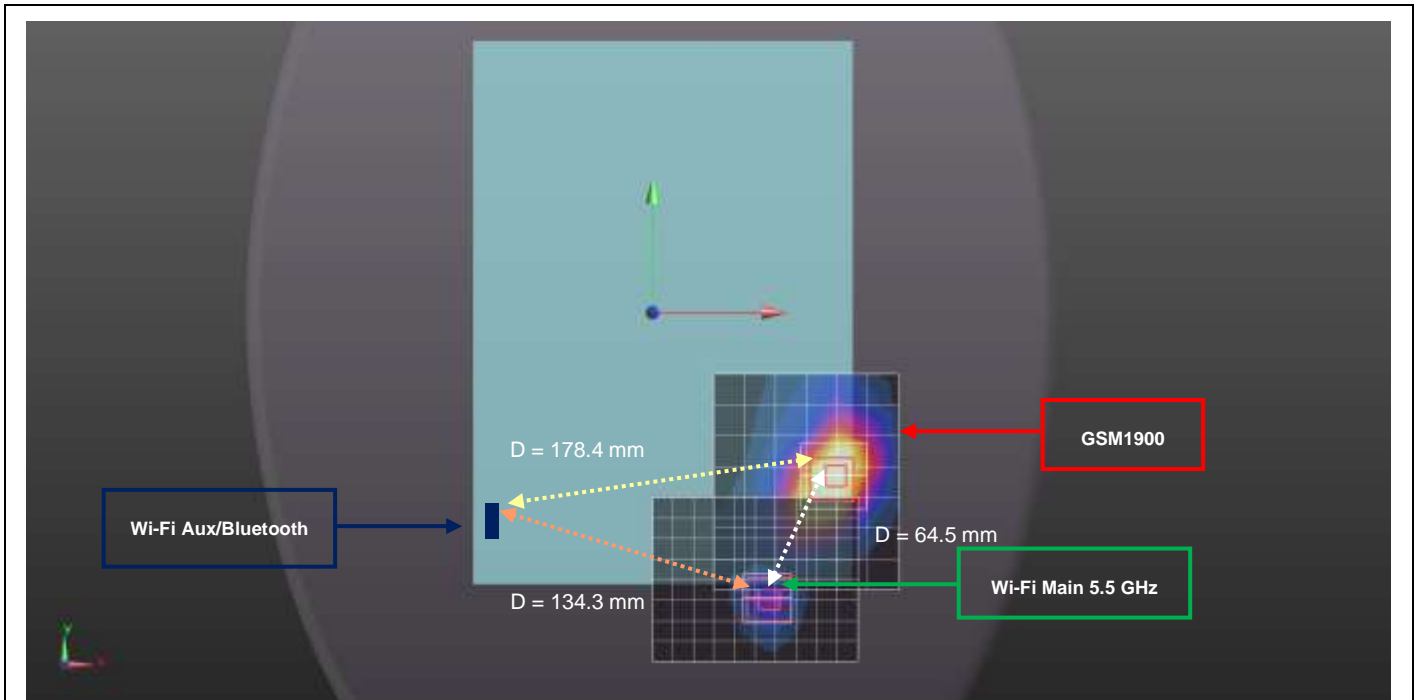 GSM1900
D = 178.4 mm
Wi-Fi Aux/Bluetooth
D = 64.5 mm
Wi-Fi Main 5.5 GHz
D = 134.3 mm